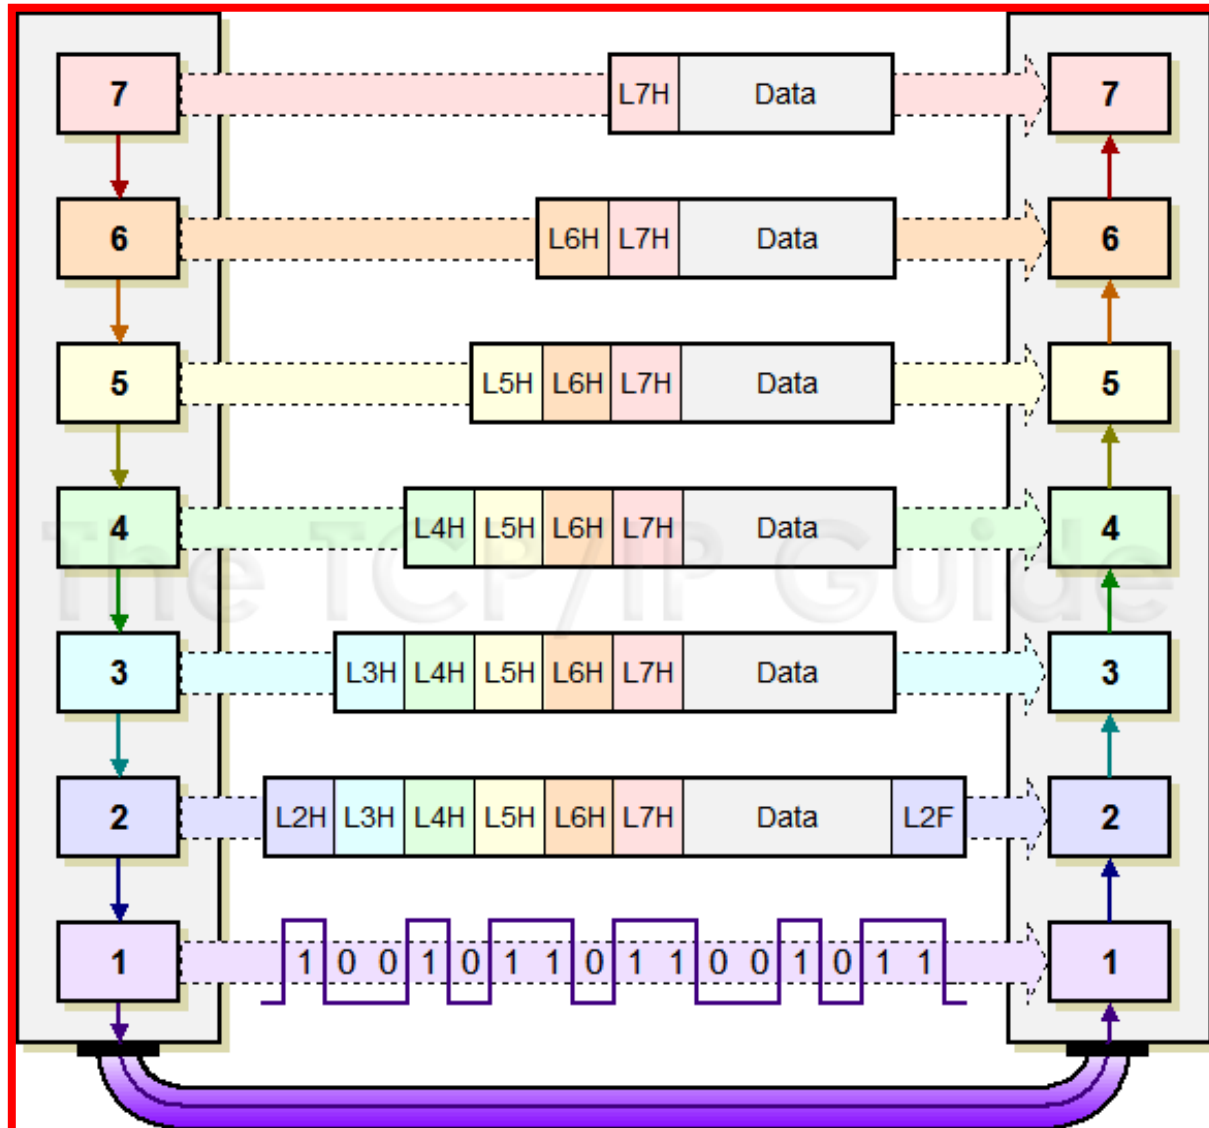 7 L7H Data 7
6 L6H L7H Data 6
5 L5H L6H L7H Data 5
4 L4H L5H L6H L7H Data 4
The TCP/IP Guide
3 L3H L4H L5H L6H L7H Data 3
2 L2H L3H L4H L5H L6H L7H Data L2F 2
1 1 0 0 1 0 1 1 0 1 1 0 0 1 0 1 1 1